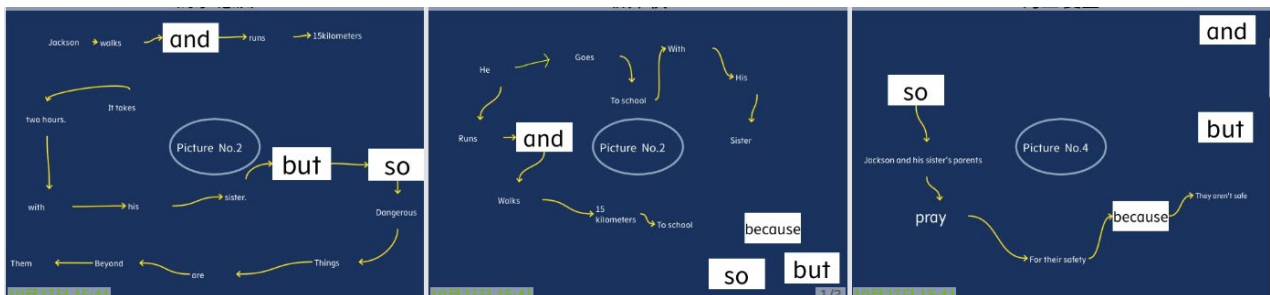 Jackson walks and runs 15kilometers
It takes
two hours.
with his sister. but so
Dangerous
Things are Beyond Them
Picture No.2
He Goes To school With His Sister
Runs and Walks 15
kilometers To school
Picture No.2
because
so but
1/2
and
but
so
Jackson and his sister's parents
pray
For their safety
because
They aren't safe
Picture No.4